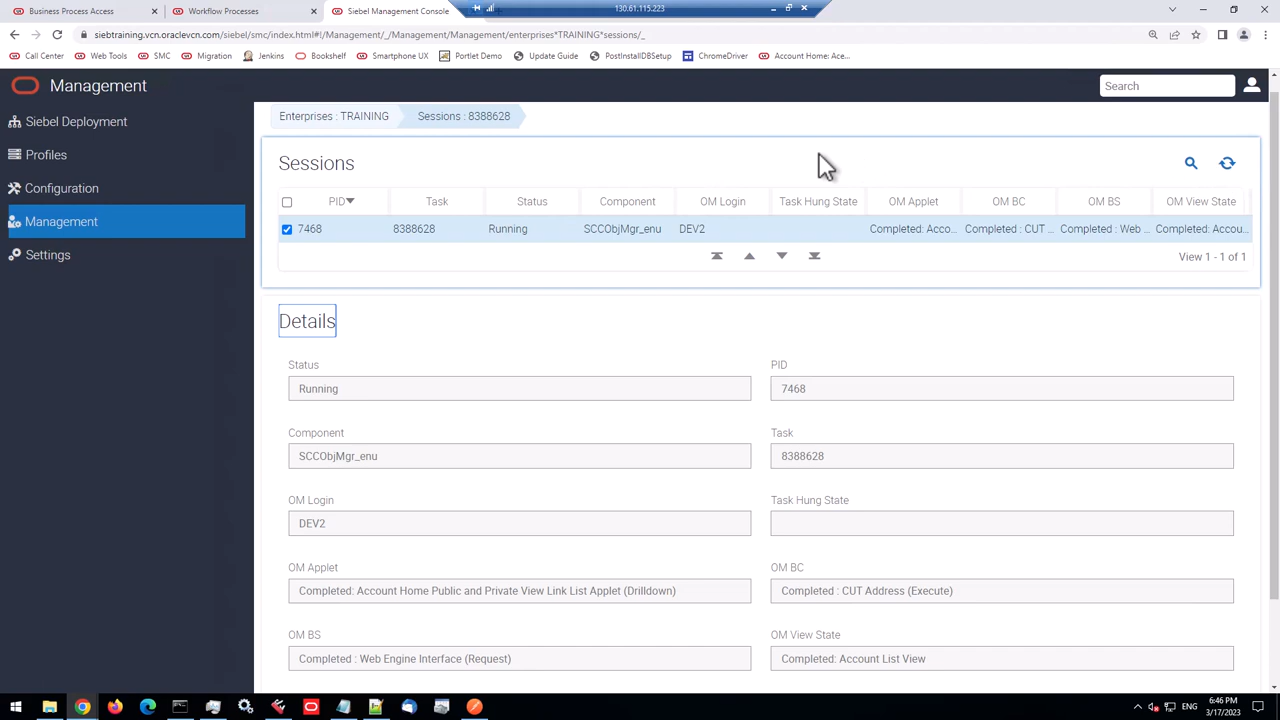 Business Process Access
Workflow Processes
Siebel Management Console
130.61.115.223
siebtraining.vcn.oraclevcn.com/siebel/smc/index.html#!/Management/_/Management/Management/enterprises*TRAINING*sessions/_
Call Center
Web Tools
SMC
Migration
Jenkins
Bookshelf
Smartphone UX
Portlet Demo
Update Guide
PostInstallDBSetup
ChromeDriver
Account Home: Ace...
Management
Search
Siebel Deployment
Profiles
Configuration
Management
Settings
Enterprises : TRAINING
Sessions : 8388628
Sessions
PID Task Status Component OM Login Task Hung State OM Applet OM BC OM BS OM View State
7468 8388628 Running SCCObjMgr_enu DEV2 Completed: Acco... Completed : CUT ... Completed : Web ... Completed: Accou...
View 1 - 1 of 1
Details
Status PID
Running 7468
Component Task
SCCObjMgr_enu 8388628
OM Login Task Hung State
DEV2
OM Applet OM BC
Completed: Account Home Public and Private View Link List Applet (Drilldown) Completed : CUT Address (Execute)
OM BS OM View State
Completed : Web Engine Interface (Request) Completed: Account List View
ENG
6:46 PM
3/17/2023